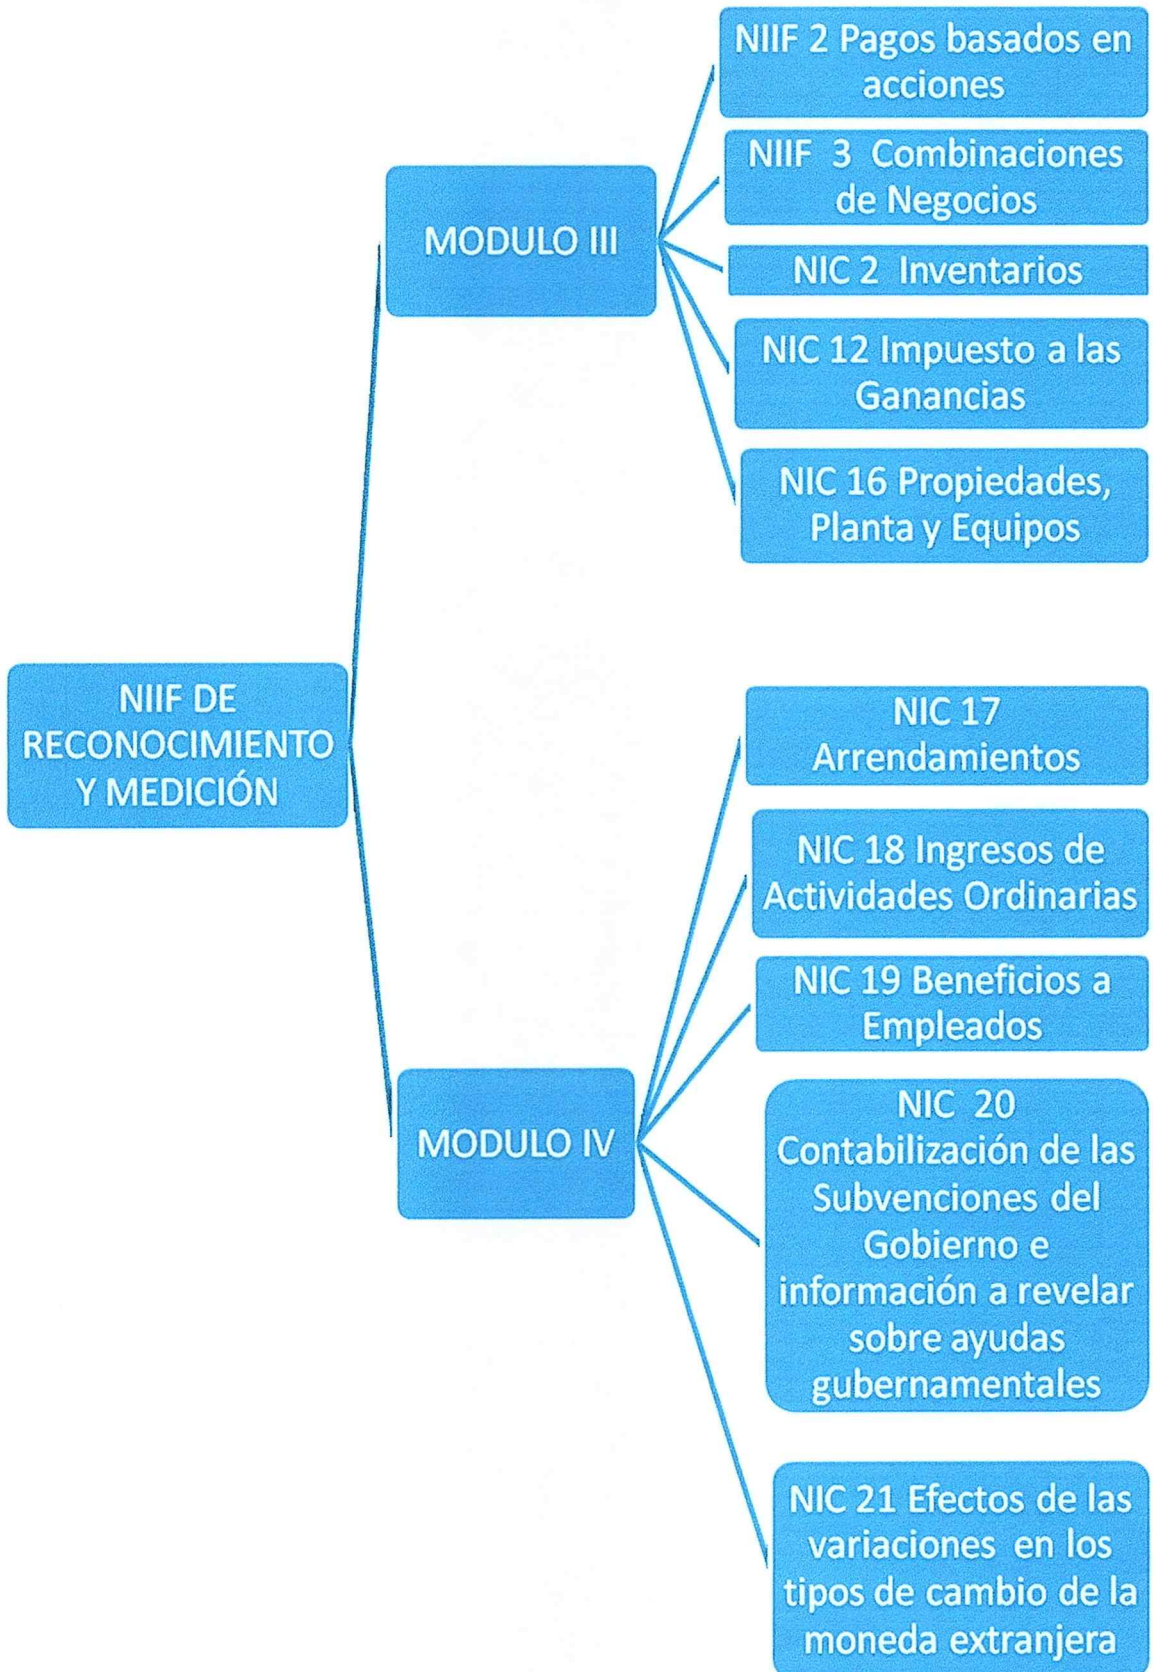 NIIF DE
RECONOCIMIENTO
Y MEDICIÓN
MODULO III
NIIF 2 Pagos basados en
acciones
NIIF 3 Combinaciones
de Negocios
NIC 2 Inventarios
NIC 12 Impuesto a las
Ganancias
NIC 16 Propiedades,
Planta y Equipos
MODULO IV
NIC 17
Arrendamientos
NIC 18 Ingresos de
Actividades Ordinarias
NIC 19 Beneficios a
Empleados
NIC 20
Contabilización de las
Subvenciones del
Gobierno e
información a revelar
sobre ayudas
gubernamentales
NIC 21 Efectos de las
variaciones en los
tipos de cambio de la
moneda extranjera